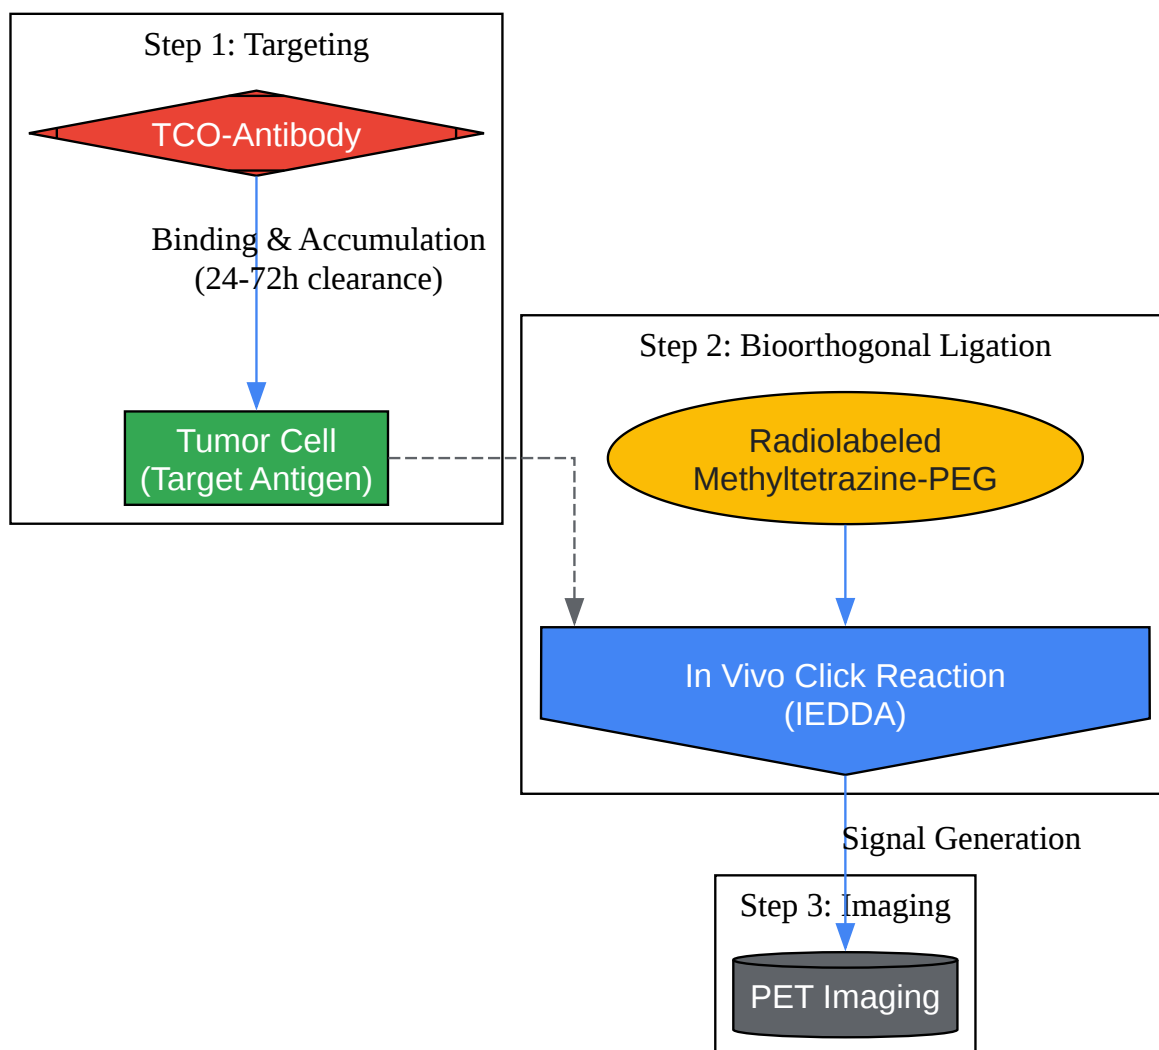 Step 1: Targeting
TCO-Antibody
Binding & Accumulation
(24-72h clearance)
Tumor Cell
(Target Antigen)
Step 2: Bioorthogonal Ligation
Radiolabeled
Methyltetrazine-PEG
In Vivo Click Reaction
(IEDDA)
Signal Generation
Step 3: Imaging
PET Imaging